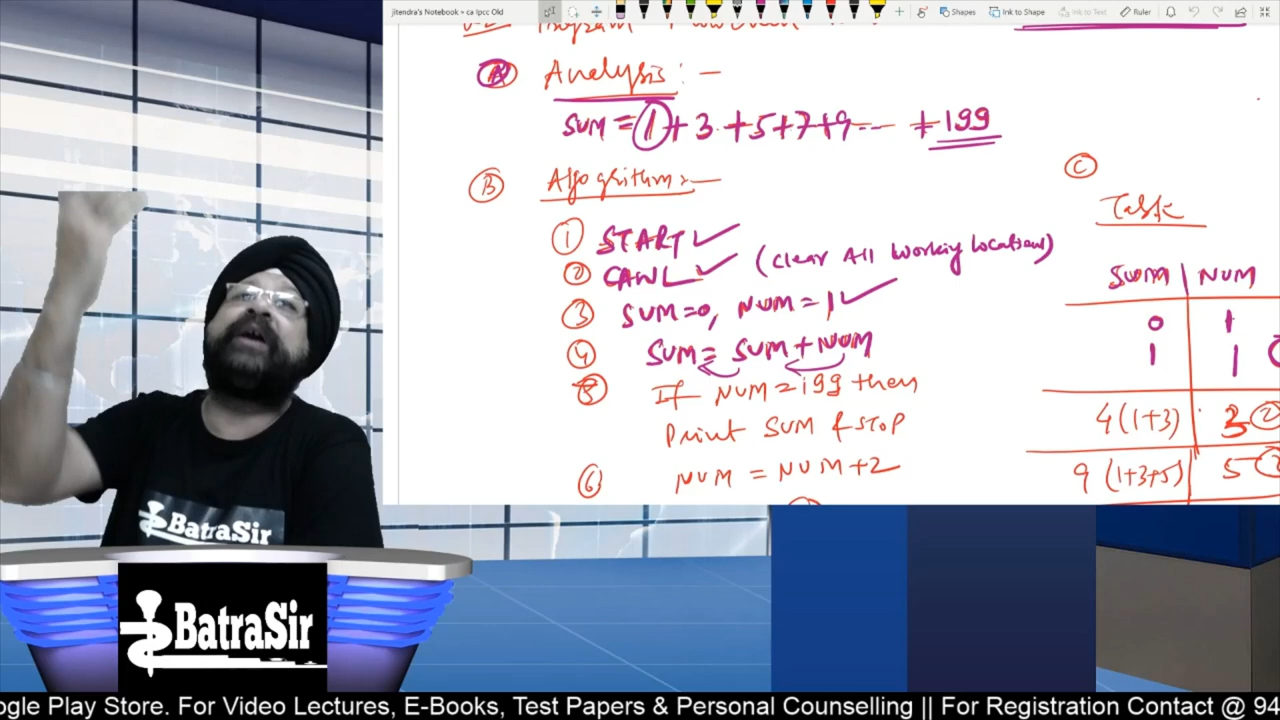 jitendra's Notebook » ca Ipcc Old
Shapes
Ink to Shape
Ink to Text
Ruler
Program
A Analysis :-
SUM = 1 + 3 + 5 + 7 + 9 --- + 199
B Algogrithm :-
1 START ✓
2 CAWL ✓ (Clear All Working Locations)
3 SUM=0, NUM = 1 ✓
4 SUM = SUM + NUM
5 If NUM = 199 then
Print SUM & STOP
6 NUM = NUM + 2
C
Task
SUM | NUM
0 1
1 1
4 (1+3) 3 2
9 (1+3+5) 5
BatraSir
BatraSir
ogle Play Store. For Video Lectures, E-Books, Test Papers & Personal Counselling || For Registration Contact @ 94